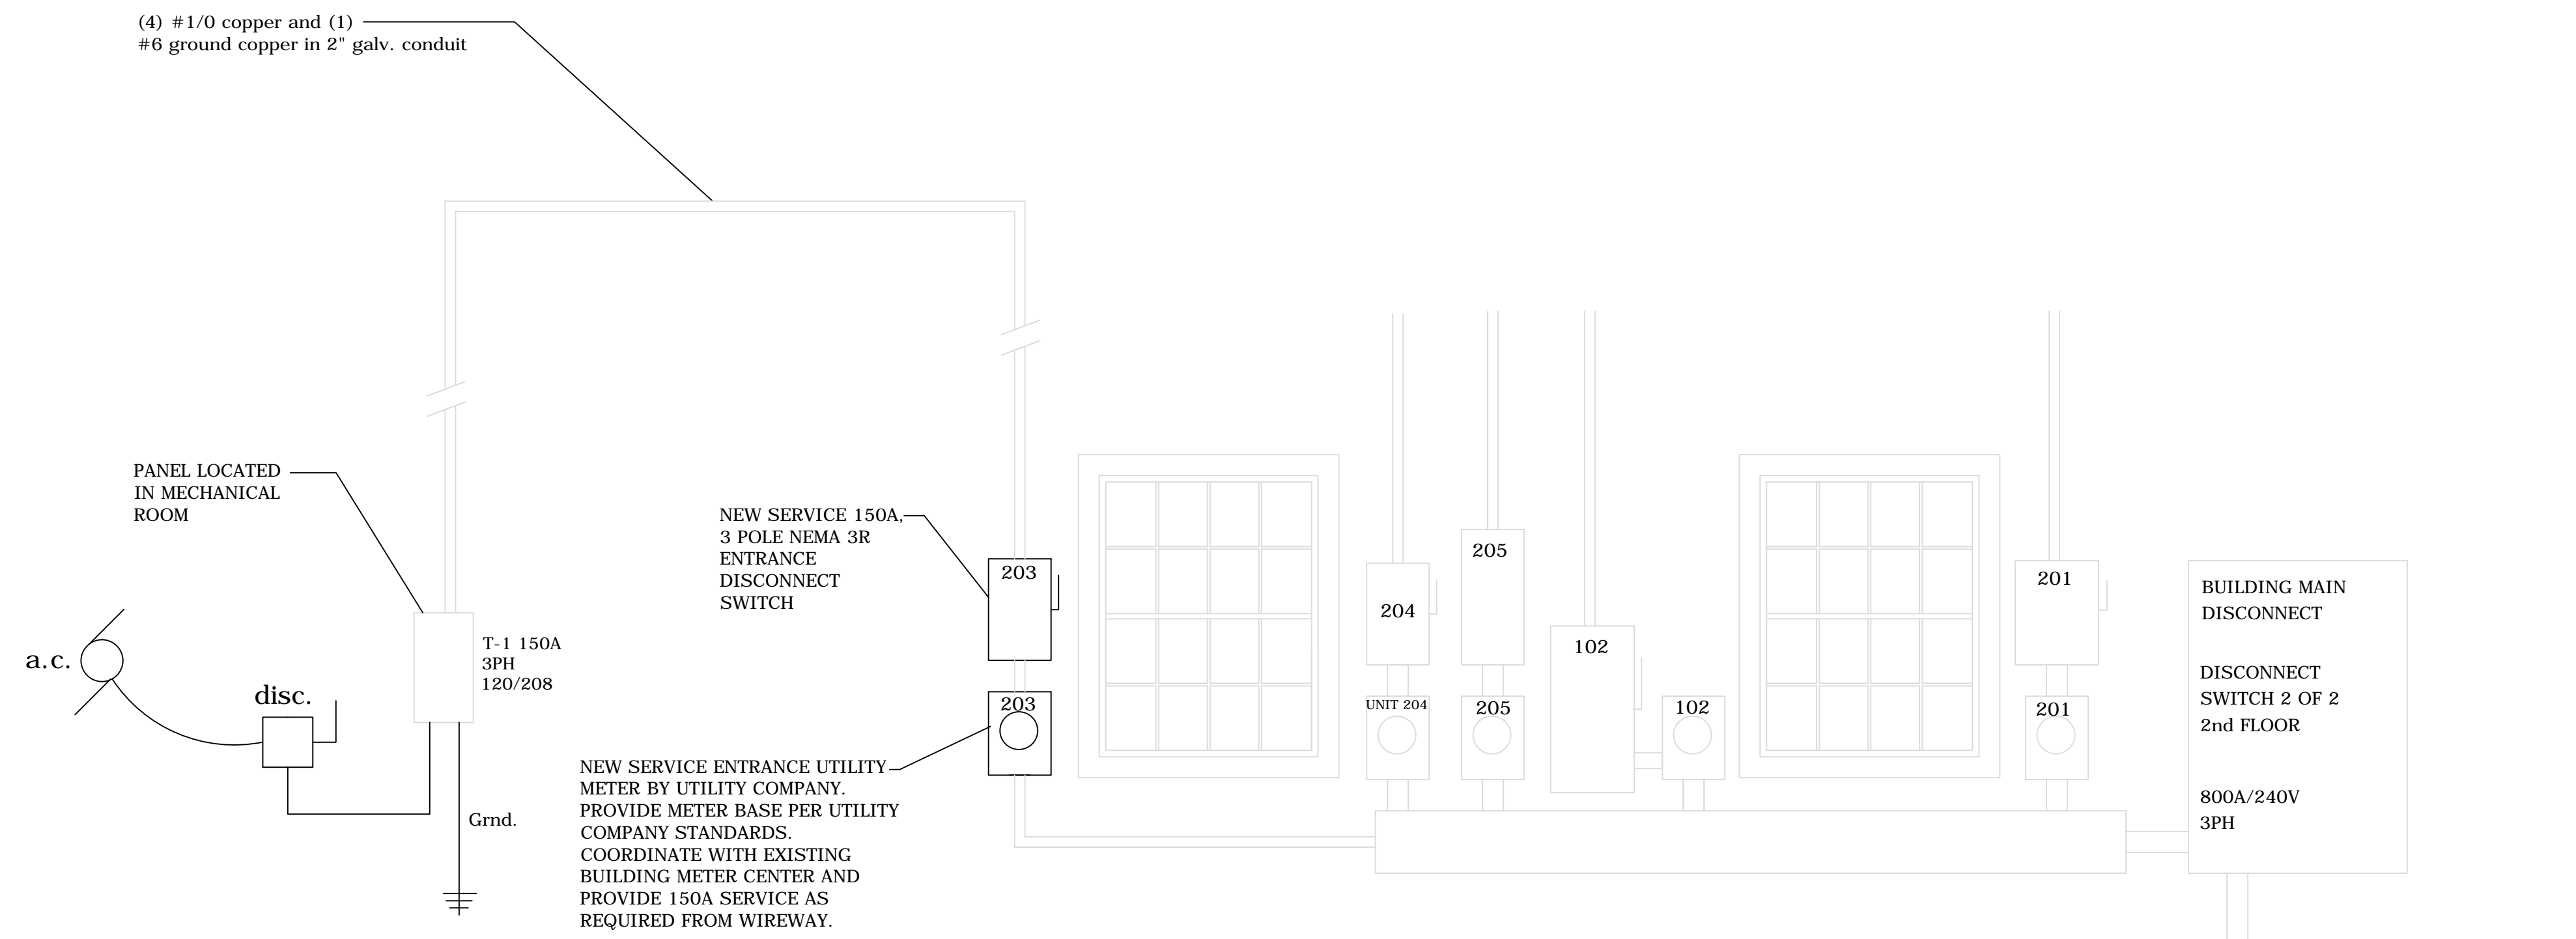 (4) #1/0 copper and (1)
#6 ground copper in 2" galv. conduit
PANEL LOCATED
IN MECHANICAL
ROOM
a.c.
disc.
T-1 150A
3PH
120/208
Grnd.
NEW SERVICE 150A,
3 POLE NEMA 3R
ENTRANCE
DISCONNECT
SWITCH
203
203
NEW SERVICE ENTRANCE UTILITY
METER BY UTILITY COMPANY.
PROVIDE METER BASE PER UTILITY
COMPANY STANDARDS.
COORDINATE WITH EXISTING
BUILDING METER CENTER AND
PROVIDE 150A SERVICE AS
REQUIRED FROM WIREWAY.
204
UNIT 204
205
205
102
102
201
201
BUILDING MAIN
DISCONNECT
DISCONNECT
SWITCH 2 OF 2
2nd FLOOR
800A/240V
3PH